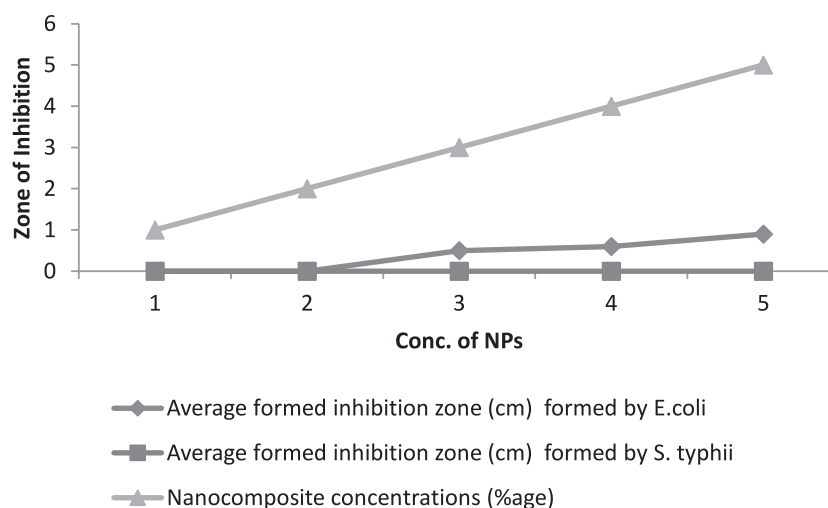 6
5
4
3
2
1
0
Zone of Inhibition
1 2 3 4 5
Conc. of NPs
Average formed inhibition zone (cm) formed by E.coli
Average formed inhibition zone (cm) formed by S. typhii
Nanocomposite concentrations (%age)